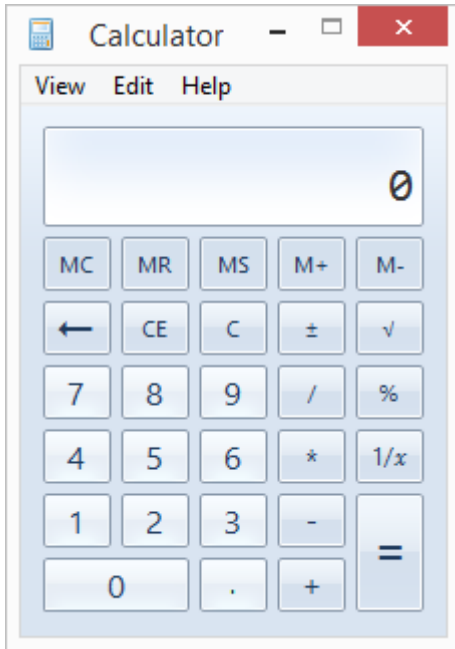 Calculator
View Edit Help
0
MC MR MS M+ M-
← CE C ± √
7 8 9 / %
4 5 6 * 1/x
1 2 3 - =
0 . +